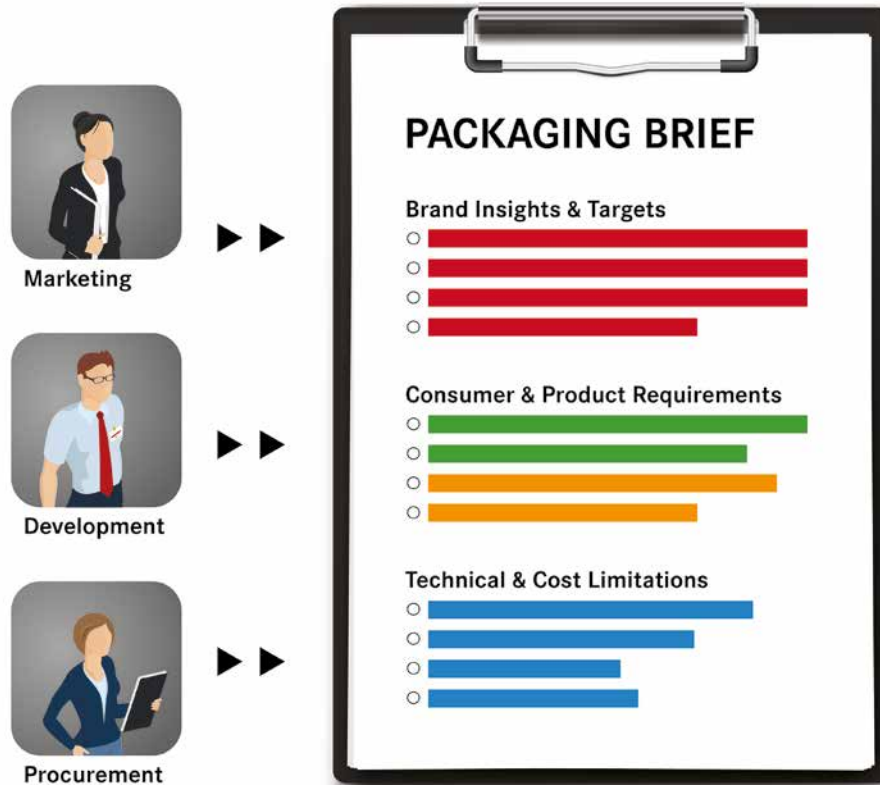 PACKAGING BRIEF
Brand Insights & Targets
Marketing
Consumer & Product Requirements
Development
Technical & Cost Limitations
Procurement